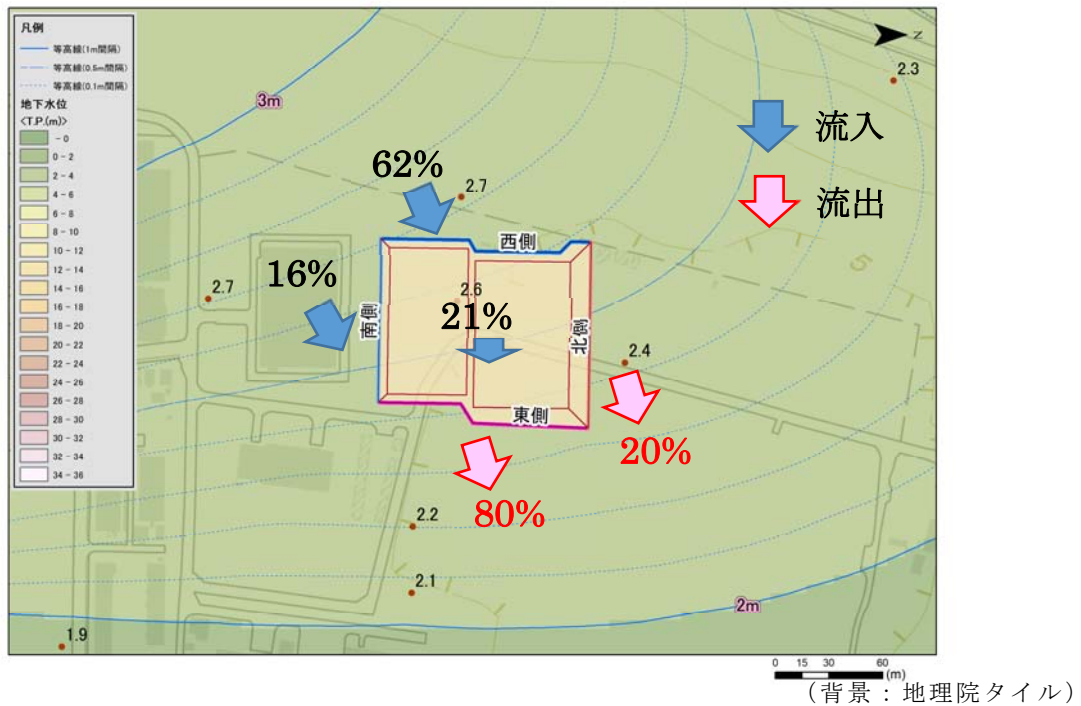 凡例
等高線(1m間隔)
等高線(0.5m間隔)
等高線(0.1m間隔)
地下水位
<T.P.(m)>
- 0
0 - 2
2 - 4
4 - 6
6 - 8
8 - 10
10 - 12
12 - 14
14 - 16
16 - 18
18 - 20
20 - 22
22 - 24
24 - 26
26 - 28
28 - 30
30 - 32
32 - 34
34 - 36
N
2.3
3m
流入
62%
2.7
流出
西側
5
16%
2.7
2.6
21%
南側
北側
2.4
東側
20%
80%
2.2
2.1
2m
1.9
0 15 30 60
(m)
(背景：地理院タイル)